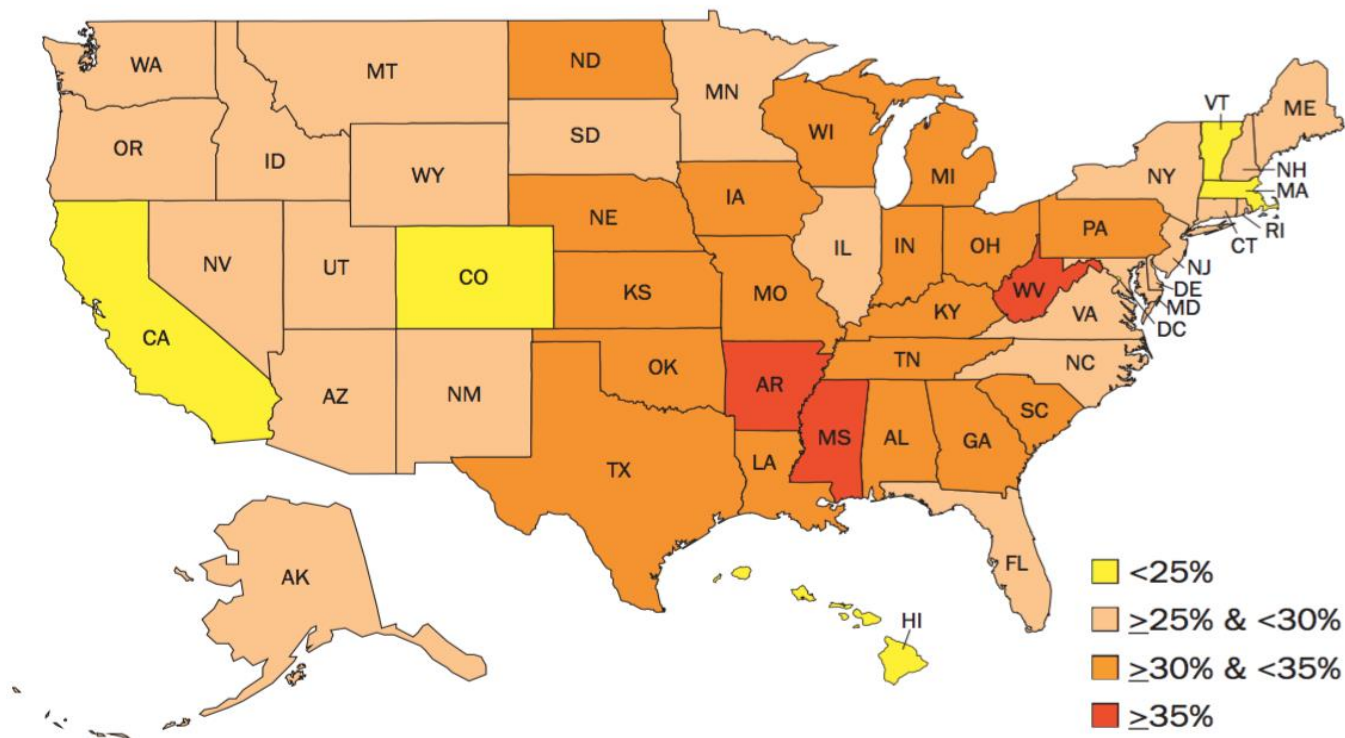 WA
MT
ND
MN
VT
ME
OR
ID
SD
WI
NH
WY
MI
NY
MA
IA
NE
PA
RI
CT
NV
UT
CO
IL
IN
OH
NJ
KS
MO
WV
DE
KY
VA
MD
CA
DC
TN
NC
OK
AZ
NM
AR
SC
MS
AL
GA
LA
TX
FL
AK
HI
<25%
≥25% & <30%
≥30% & <35%
≥35%